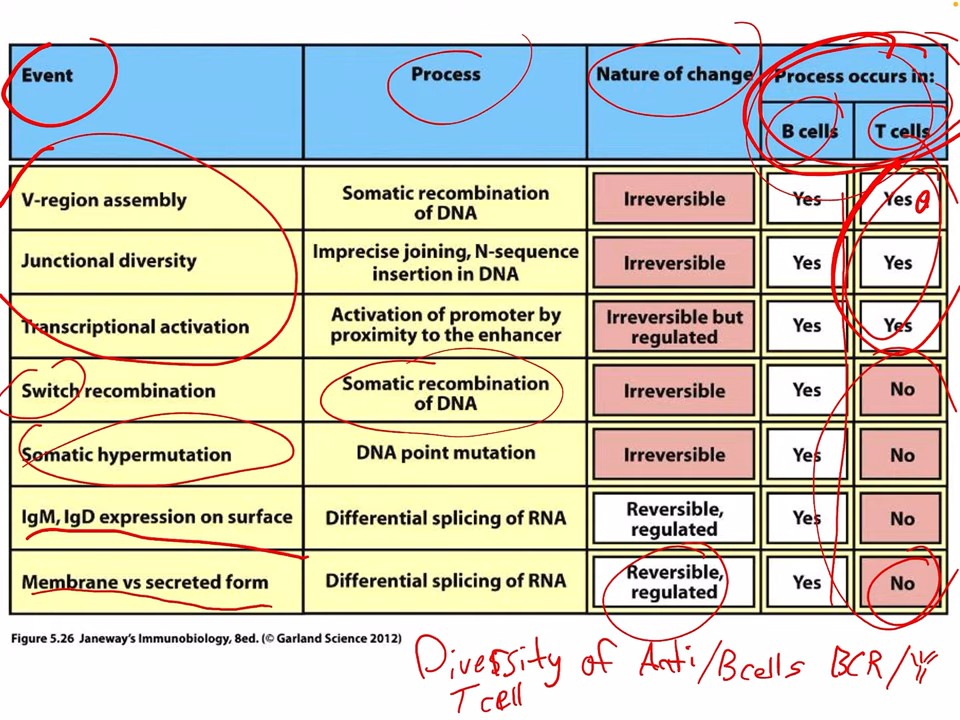 Event Process Nature of change Process occurs in:
B cells T cells
V-region assembly Somatic recombination of DNA Irreversible Yes Yes
Junctional diversity Imprecise joining, N-sequence insertion in DNA Irreversible Yes Yes
Transcriptional activation Activation of promoter by proximity to the enhancer Irreversible but regulated Yes Yes
Switch recombination Somatic recombination of DNA Irreversible Yes No
Somatic hypermutation DNA point mutation Irreversible Yes No
IgM, IgD expression on surface Differential splicing of RNA Reversible, regulated Yes No
Membrane vs secreted form Differential splicing of RNA Reversible, regulated Yes No
Figure 5.26 Janeway's Immunobiology, 8ed. (© Garland Science 2012)
Diversity of Anti/Bcells BCR/
T cell